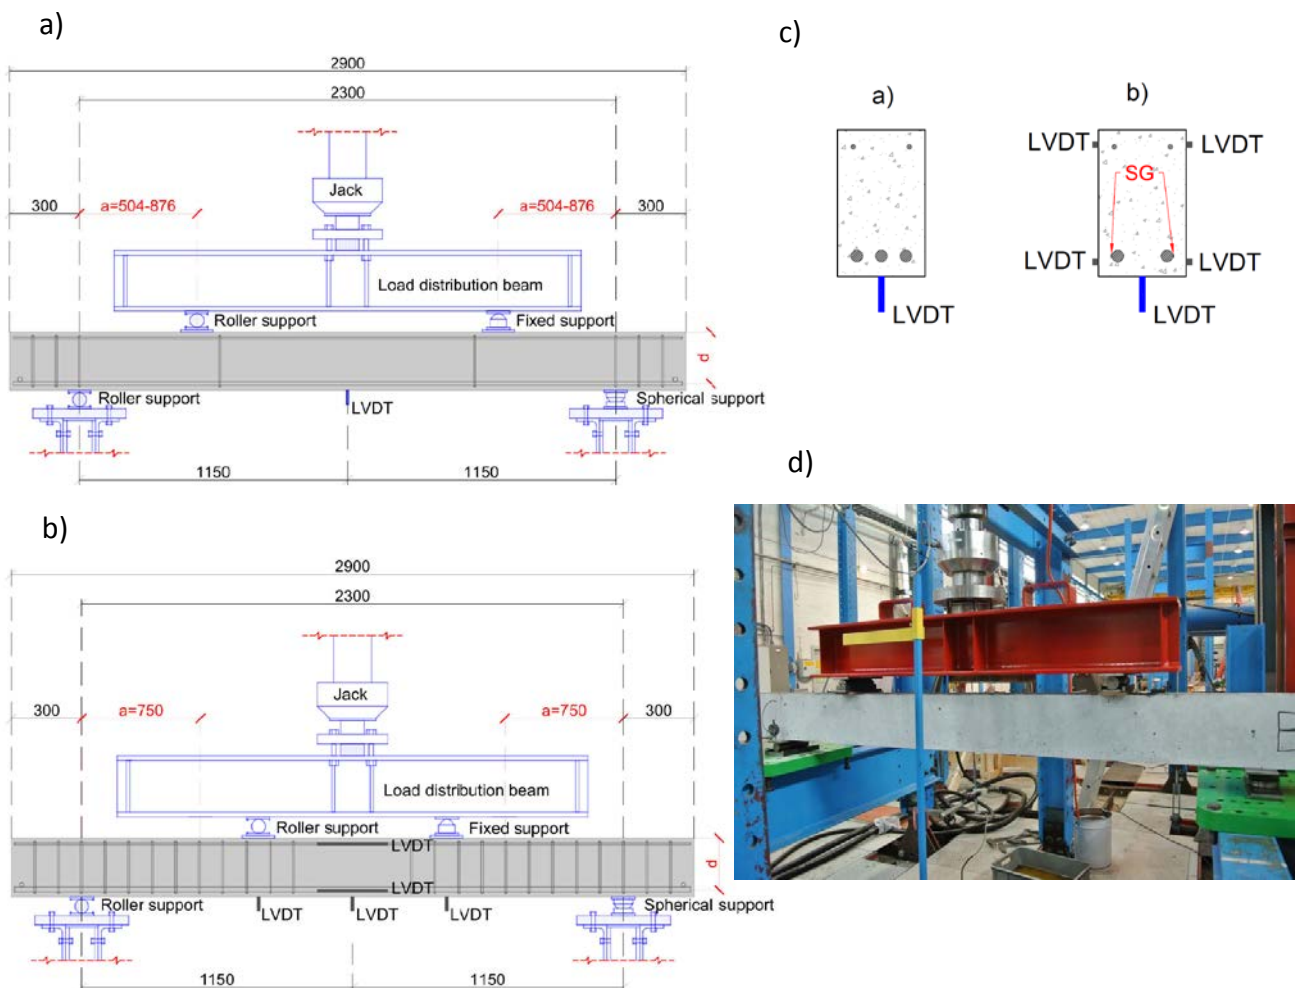 a)
2900
2300
Jack
300
a=504-876
a=504-876
300
Load distribution beam
Roller support
Fixed support
d
Roller support
LVDT
Spherical support
1150
1150
b)
2900
2300
Jack
300
a=750
a=750
300
Load distribution beam
Roller support
Fixed support
LVDT
d
LVDT
Roller support
LVDT
LVDT
LVDT
Spherical support
1150
1150
c)
a)
b)
LVDT
LVDT
SG
LVDT
LVDT
LVDT
LVDT
d)